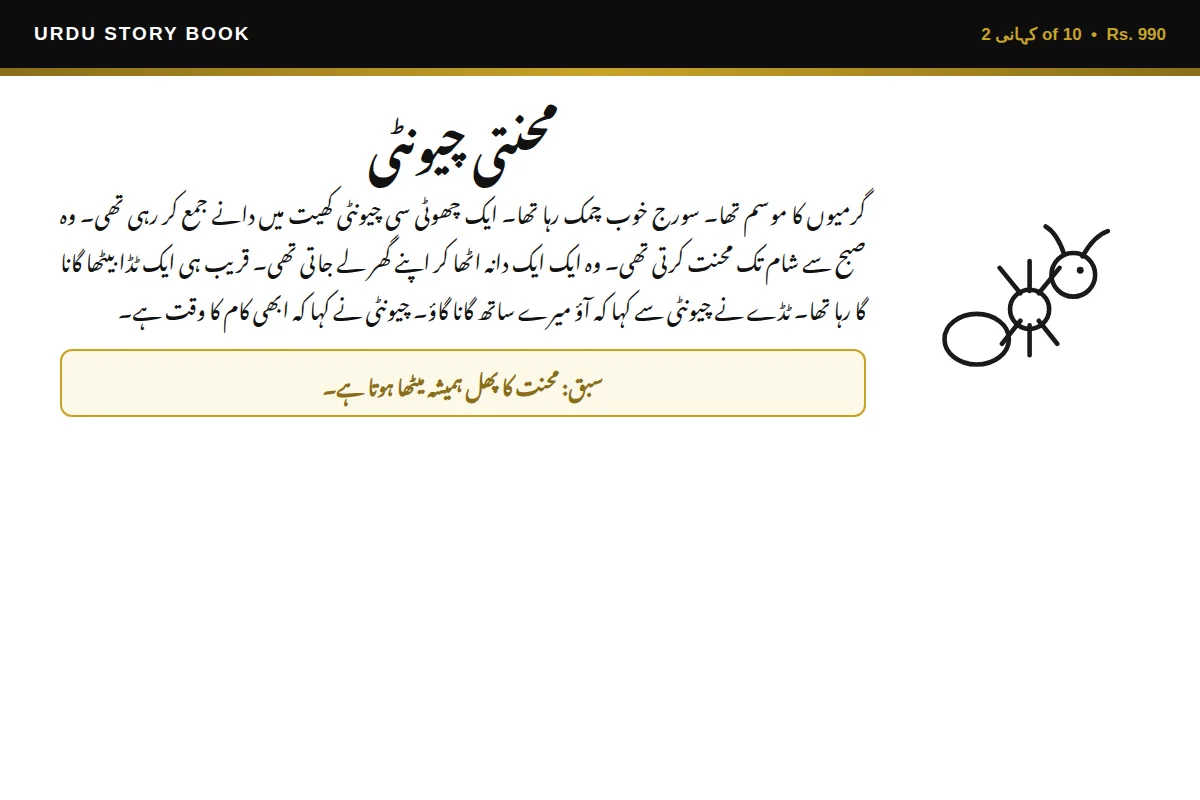 URDU STORY BOOK
کہانی 2 of 10 • Rs. 990
محنتی چیونٹی
گرمیوں کا موسم تھا۔ سورج خوب چمک رہا تھا۔ ایک چھوٹی سی چیونٹی کھیت میں دانے جمع کر رہی تھی۔ وہ
صبح سے شام تک محنت کرتی تھی۔ وہ ایک ایک دانہ اٹھا کر اپنے گھر لے جاتی تھی۔ قریب ہی ایک ٹڈا بیٹھا گانا
گا رہا تھا۔ ٹڈے نے چیونٹی سے کہا کہ آؤ میرے ساتھ گانا گاؤ۔ چیونٹی نے کہا کہ ابھی کام کا وقت ہے۔
سبق: محنت کا پھل ہمیشہ میٹھا ہوتا ہے۔